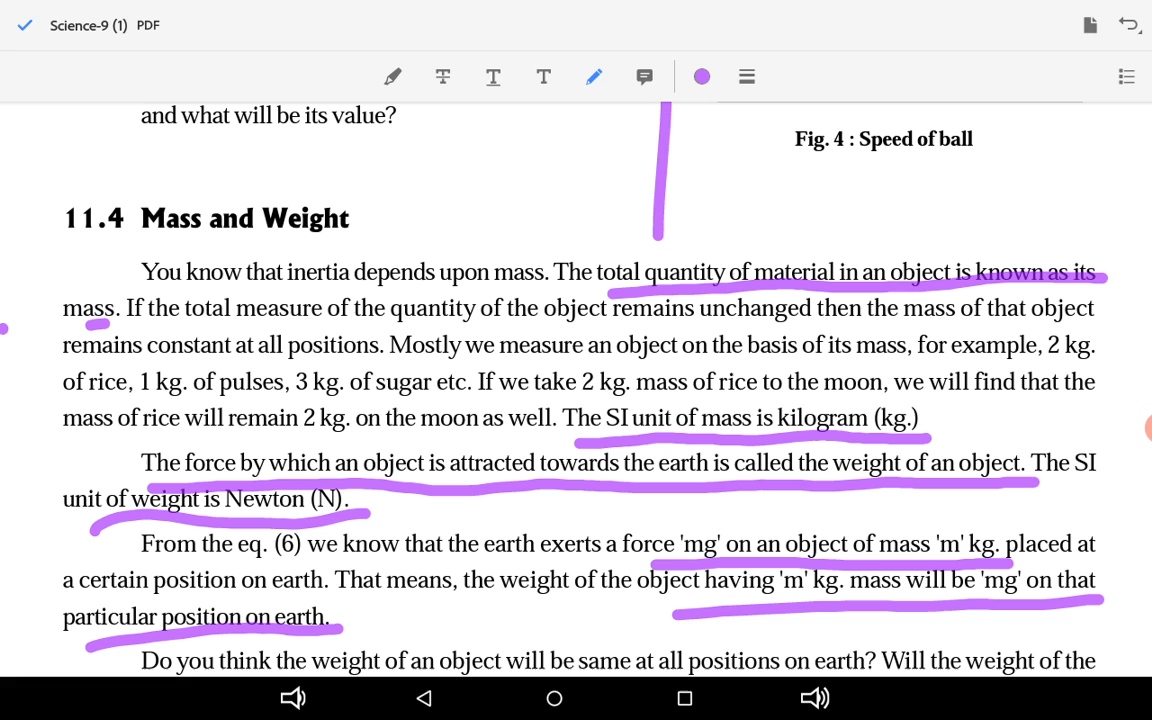 Science-9 (1) PDF
and what will be its value?
Fig. 4 : Speed of ball
11.4 Mass and Weight
You know that inertia depends upon mass. The total quantity of material in an object is known as its
mass. If the total measure of the quantity of the object remains unchanged then the mass of that object
remains constant at all positions. Mostly we measure an object on the basis of its mass, for example, 2 kg.
of rice, 1 kg. of pulses, 3 kg. of sugar etc. If we take 2 kg. mass of rice to the moon, we will find that the
mass of rice will remain 2 kg. on the moon as well. The SI unit of mass is kilogram (kg.)
The force by which an object is attracted towards the earth is called the weight of an object. The SI
unit of weight is Newton (N).
From the eq. (6) we know that the earth exerts a force 'mg' on an object of mass 'm' kg. placed at
a certain position on earth. That means, the weight of the object having 'm' kg. mass will be 'mg' on that
particular position on earth.
Do you think the weight of an object will be same at all positions on earth? Will the weight of the